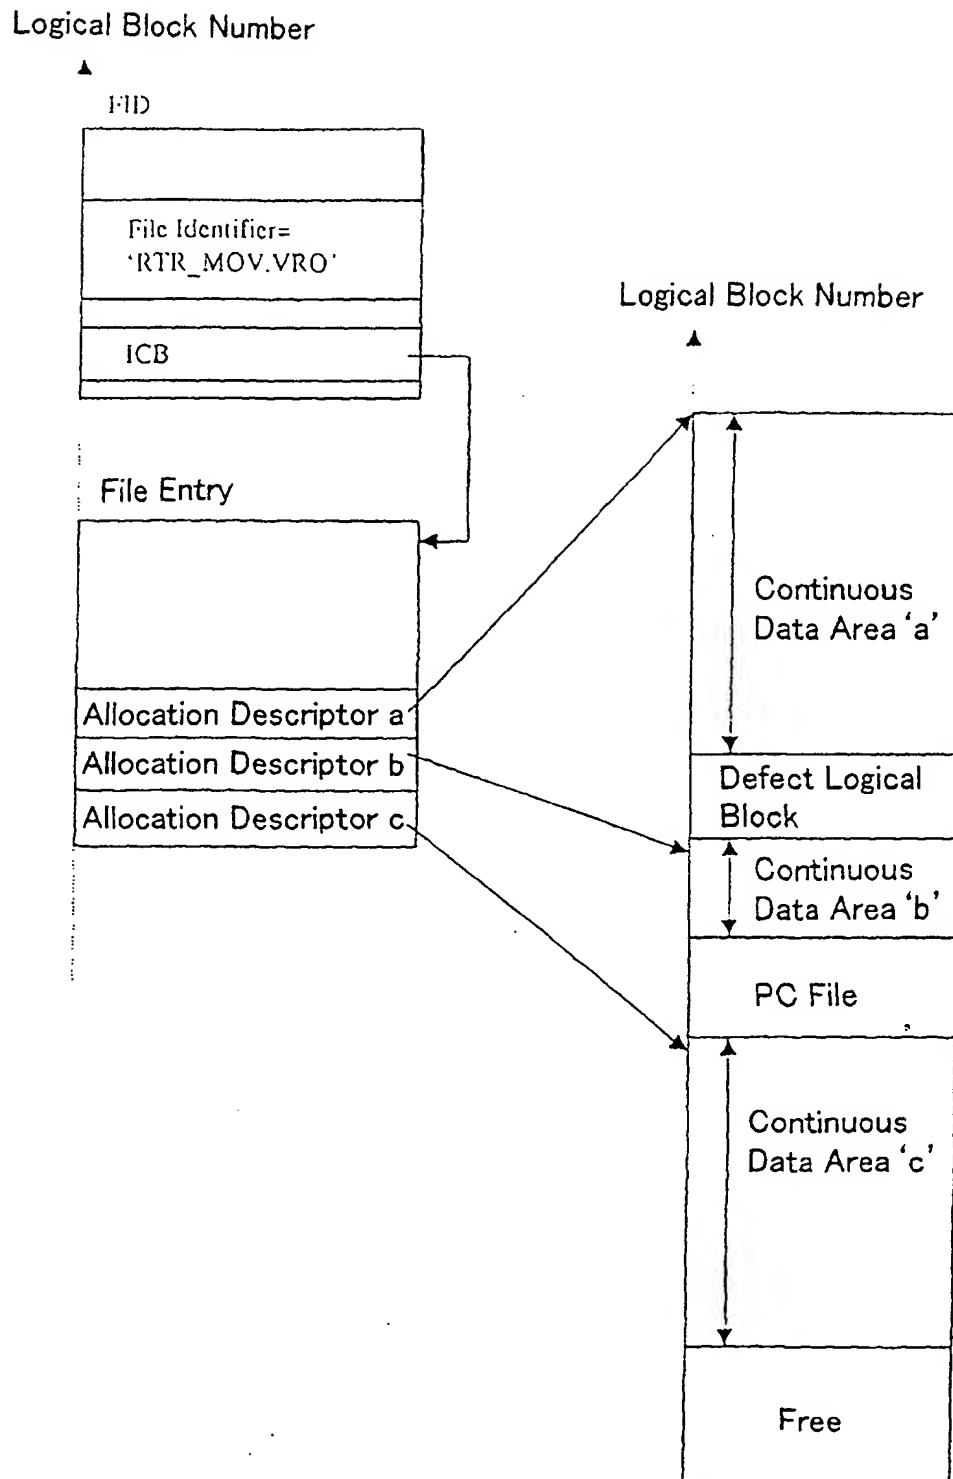 Logical Block Number
FID
File Identifier=
‘RTR_MOV.VRO’
ICB
File Entry
Allocation Descriptor a
Allocation Descriptor b
Allocation Descriptor c
Logical Block Number
Continuous
Data Area ‘a’
Defect Logical
Block
Continuous
Data Area ‘b’
PC File
Continuous
Data Area ‘c’
Free